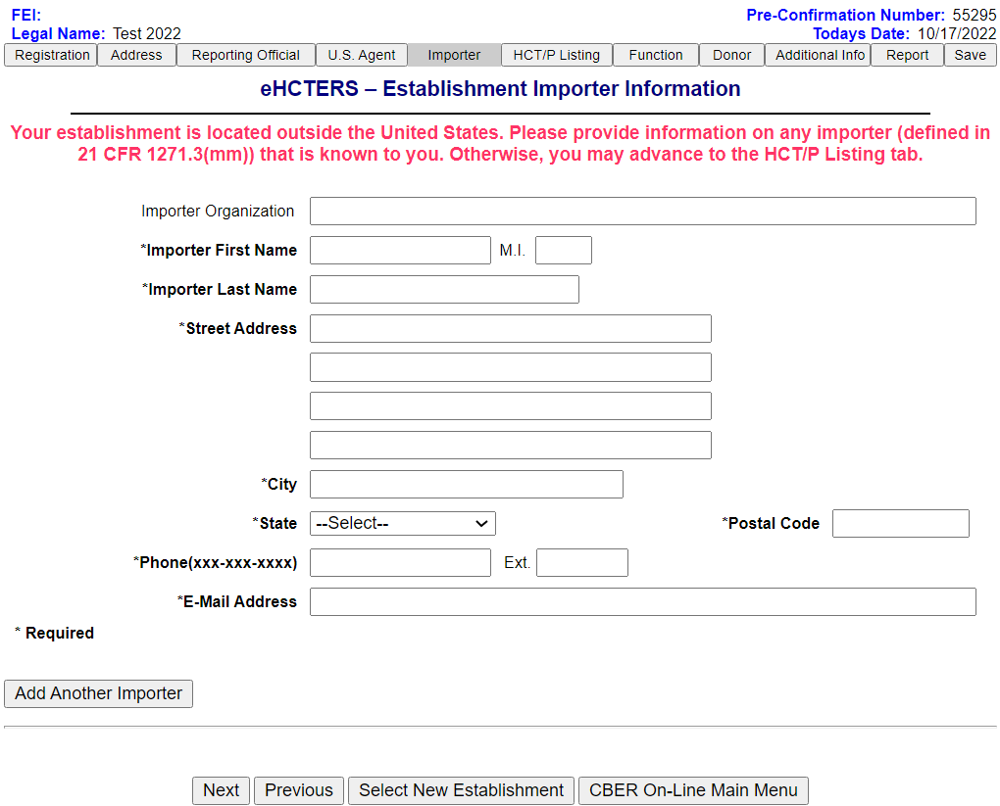 FEI: Pre-Confirmation Number: 55295
Legal Name: Test 2022 Todays Date: 10/17/2022
Registration Address Reporting Official U.S. Agent Importer HCT/P Listing Function Donor Additional Info Report Save
eHCTERS – Establishment Importer Information
Your establishment is located outside the United States. Please provide information on any importer (defined in
21 CFR 1271.3(mm)) that is known to you. Otherwise, you may advance to the HCT/P Listing tab.
Importer Organization
*Importer First Name M.I.
*Importer Last Name
*Street Address
*City
*State --Select-- *Postal Code
*Phone(xxx-xxx-xxxx) Ext.
*E-Mail Address
* Required
Add Another Importer
Next Previous Select New Establishment CBER On-Line Main Menu